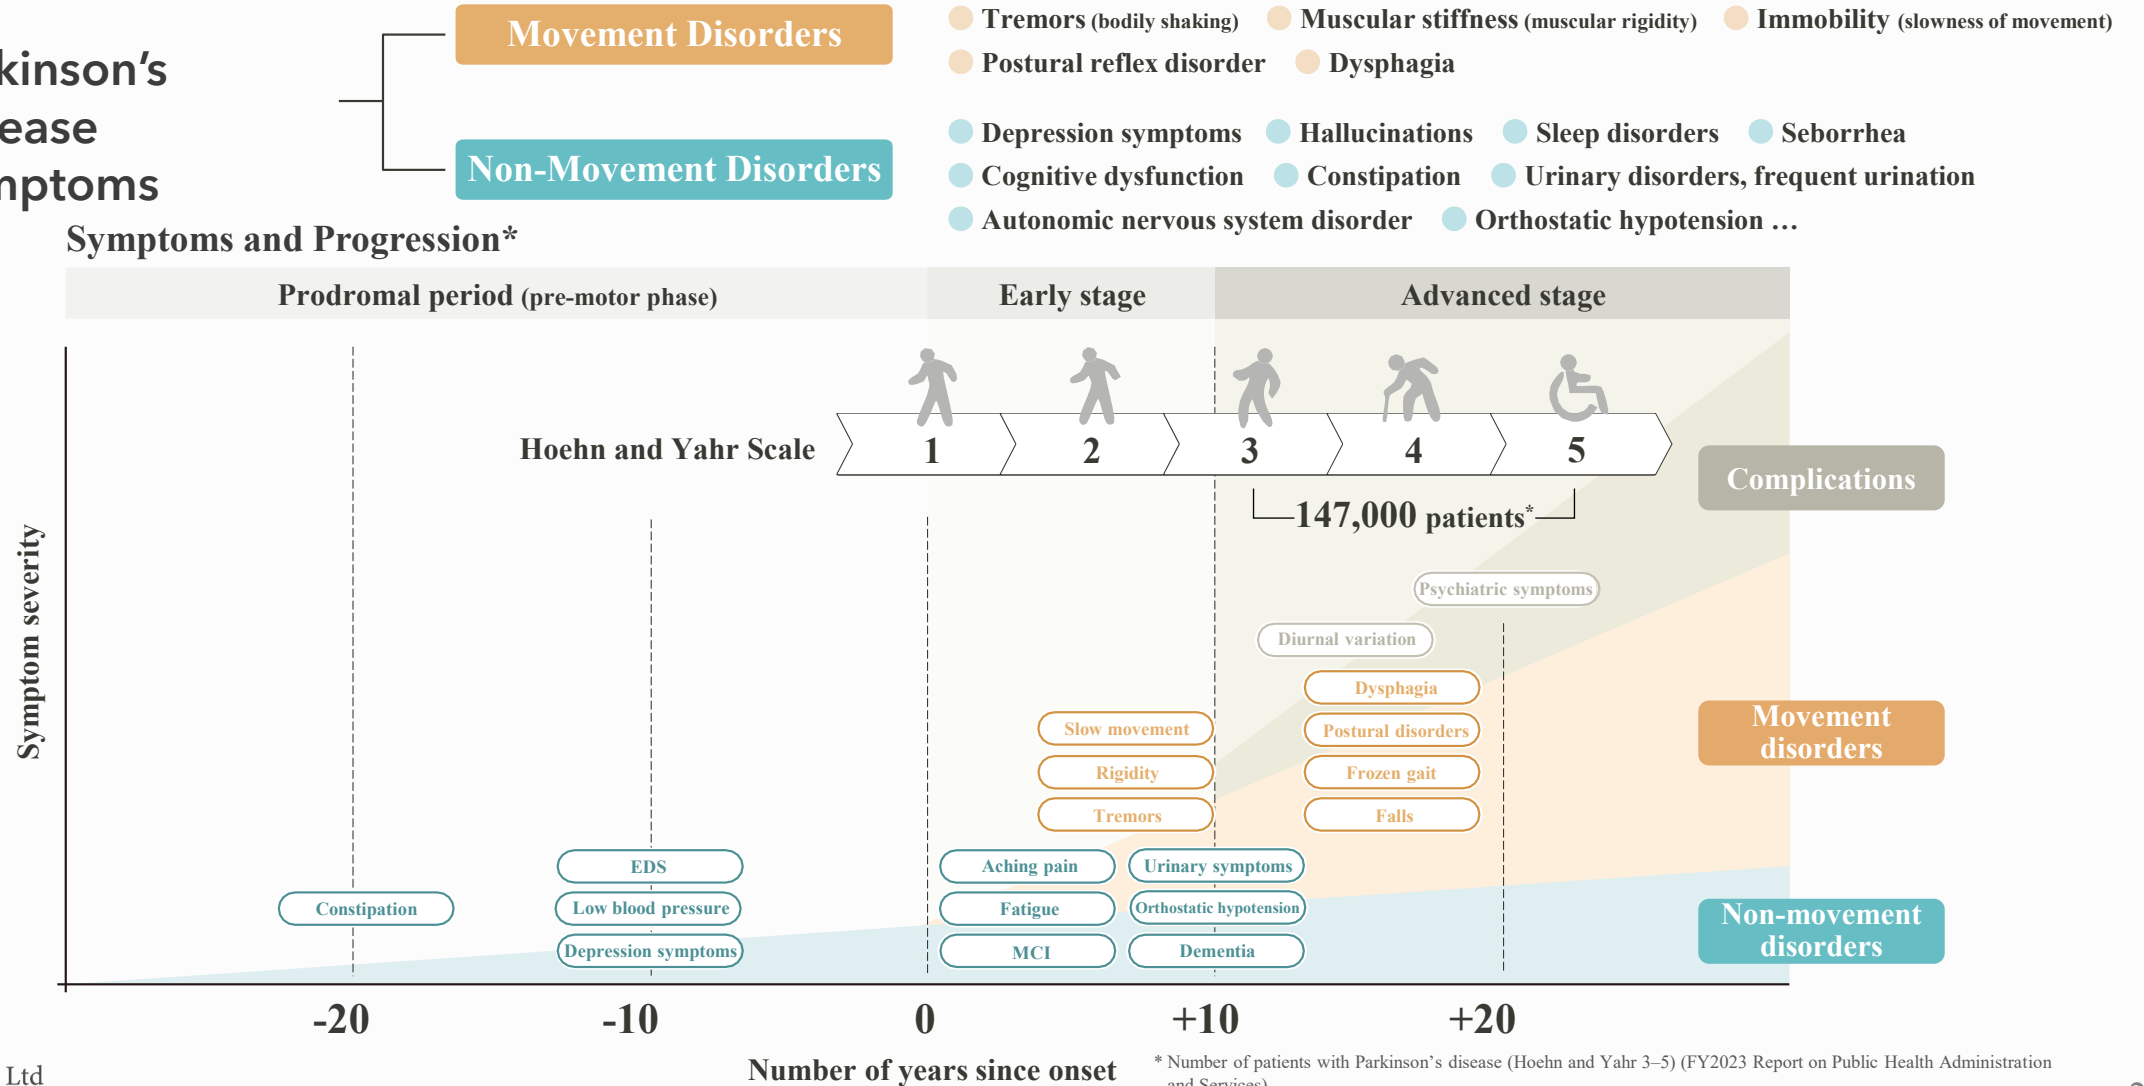 kinson's
ease
mptoms
Movement Disorders
Non-Movement Disorders
Tremors (bodily shaking) Muscular stiffness (muscular rigidity) Immobility (slowness of movement)
Postural reflex disorder Dysphagia
Depression symptoms Hallucinations Sleep disorders Seborrhea
Cognitive dysfunction Constipation Urinary disorders, frequent urination
Autonomic nervous system disorder Orthostatic hypotension …
Symptoms and Progression*
Prodromal period (pre-motor phase) Early stage Advanced stage
Hoehn and Yahr Scale 1 2 3 4 5
147,000 patients*
Complications
Symptom severity
Psychiatric symptoms
Diurnal variation
Dysphagia
Slow movement Postural disorders
Movement
disorders
Rigidity Frozen gait
Tremors Falls
EDS Aching pain Urinary symptoms
Constipation Low blood pressure Fatigue Orthostatic hypotension
Non-movement
disorders
Depression symptoms MCI Dementia
-20 -10 0 +10 +20
Number of years since onset
* Number of patients with Parkinson's disease (Hoehn and Yahr 3–5) (FY2023 Report on Public Health Administration
and Services)
Ltd